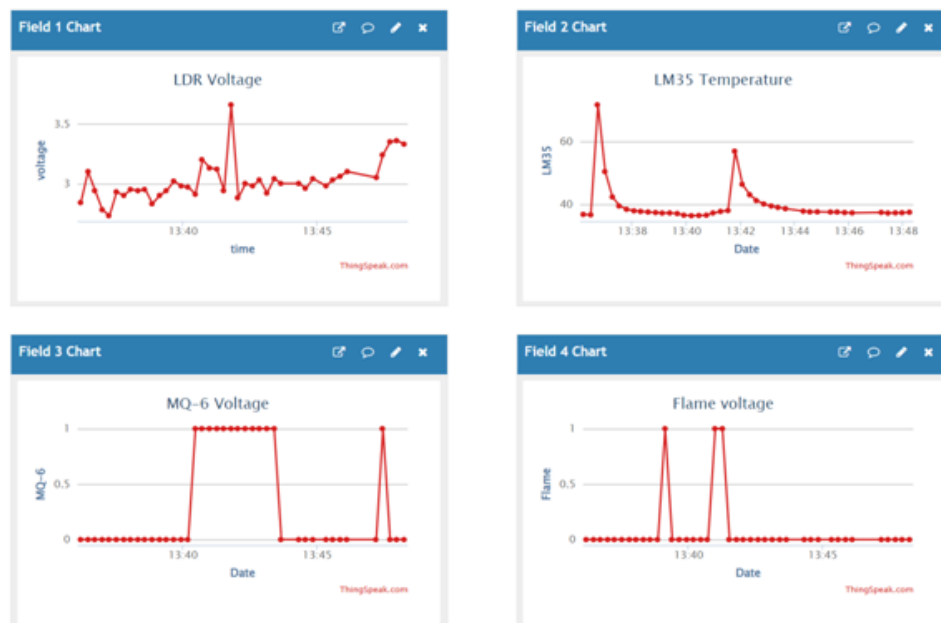 Field 1 Chart
LDR Voltage
voltage
3.5
3
13:40
13:45
time
ThingSpeak.com
Field 2 Chart
LM35 Temperature
LM35
60
40
13:38
13:40
13:42
13:44
13:46
13:48
Date
ThingSpeak.com
Field 3 Chart
MQ-6 Voltage
MQ-6
1
0.5
0
13:40
13:45
Date
ThingSpeak.com
Field 4 Chart
Flame voltage
Flame
1
0.5
0
13:40
13:45
Date
ThingSpeak.com